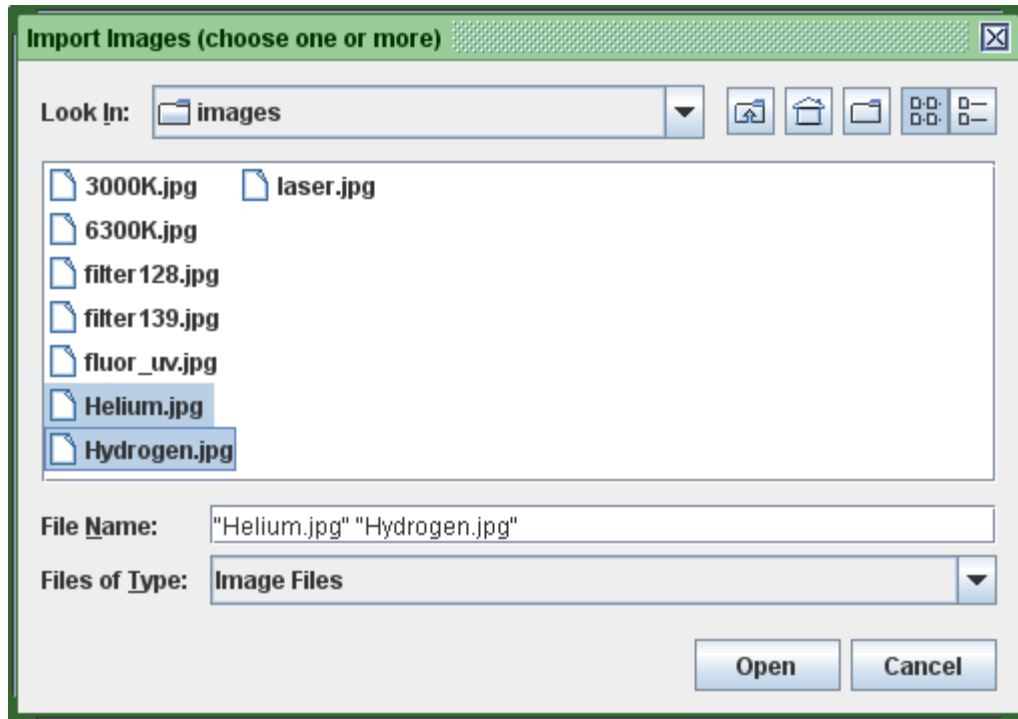 Import Images (choose one or more)
Look In: images
3000K.jpg laser.jpg
6300K.jpg
filter128.jpg
filter139.jpg
fluor_uv.jpg
Helium.jpg
Hydrogen.jpg
File Name: "Helium.jpg" "Hydrogen.jpg"
Files of Type: Image Files
Open Cancel